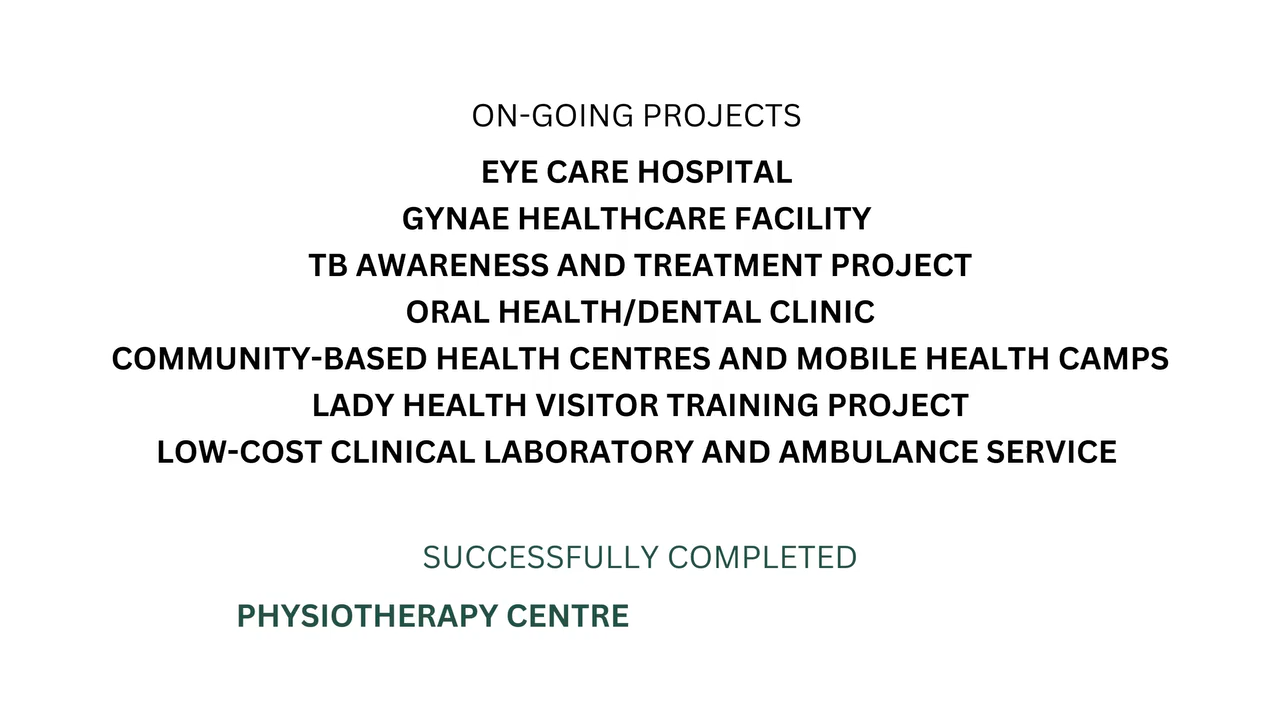 ON-GOING PROJECTS
EYE CARE HOSPITAL
GYNAE HEALTHCARE FACILITY
TB AWARENESS AND TREATMENT PROJECT
ORAL HEALTH/DENTAL CLINIC
COMMUNITY-BASED HEALTH CENTRES AND MOBILE HEALTH CAMPS
LADY HEALTH VISITOR TRAINING PROJECT
LOW-COST CLINICAL LABORATORY AND AMBULANCE SERVICE
SUCCESSFULLY COMPLETED
PHYSIOTHERAPY CENTRE